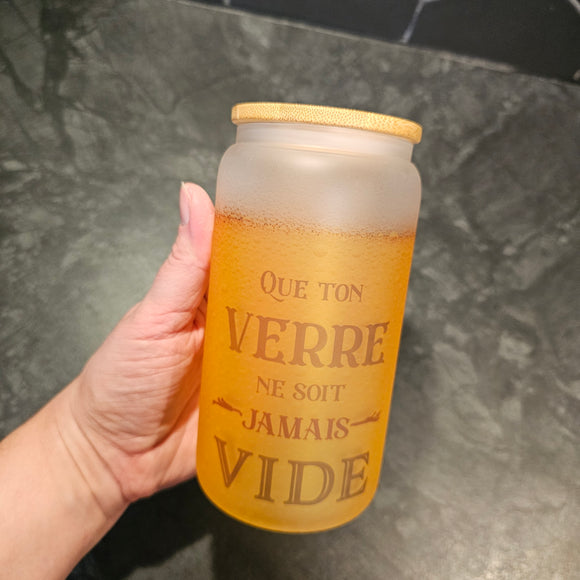 Que ton
VERRE
ne soit
JAMAIS
VIDE